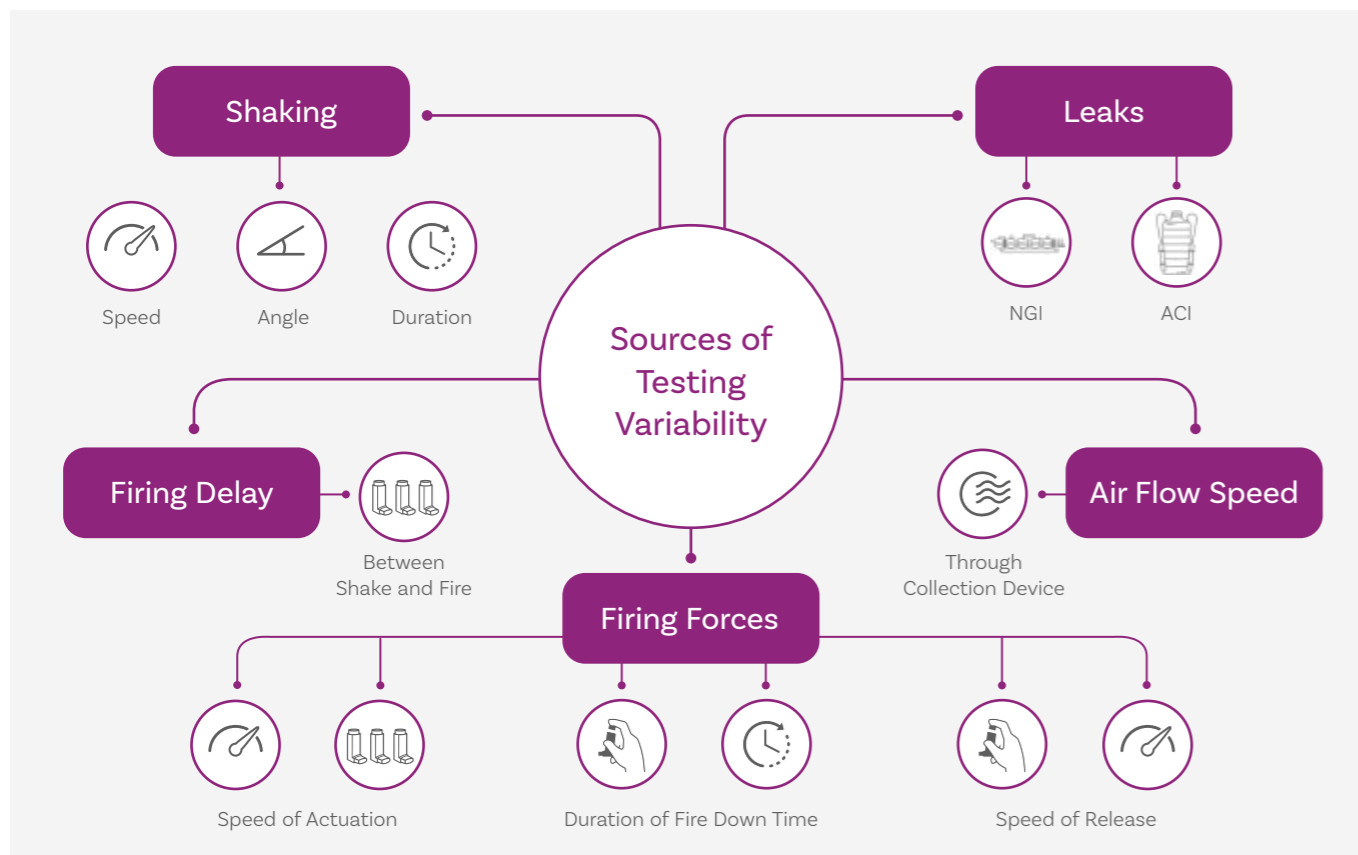 Shaking
Leaks
Speed
Angle
Duration
NGI
ACI
Sources of
Testing
Variability
Firing Delay
Between
Shake and Fire
Air Flow Speed
Through
Collection Device
Firing Forces
Speed of Actuation
Duration of Fire Down Time
Speed of Release